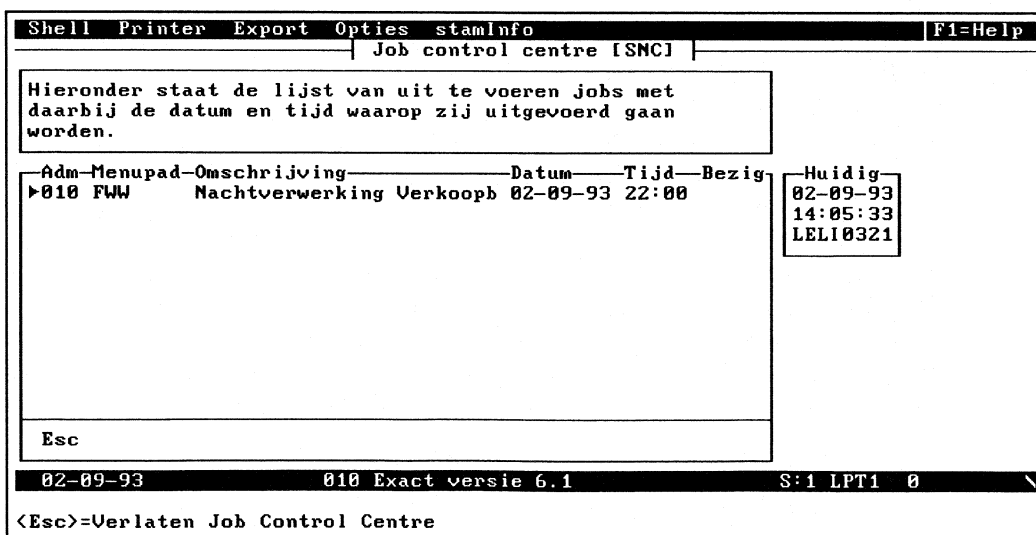 Shell Printer Export Opties stamInfo F1=Help
Job control centre [SNC]
Hieronder staat de lijst van uit te voeren jobs met
daarbij de datum en tijd waarop zij uitgevoerd gaan
worden.
Adm Menupad Omschrijving Datum Tijd Bezig Huidig
010 FWW Nachtverwerking Verkoopb 02-09-93 22:00 02-09-93
14:05:33
LELI0321
Esc
02-09-93 010 Exact versie 6.1 S:1 LPT1 0 \
<Esc>=Verlaten Job Control Centre